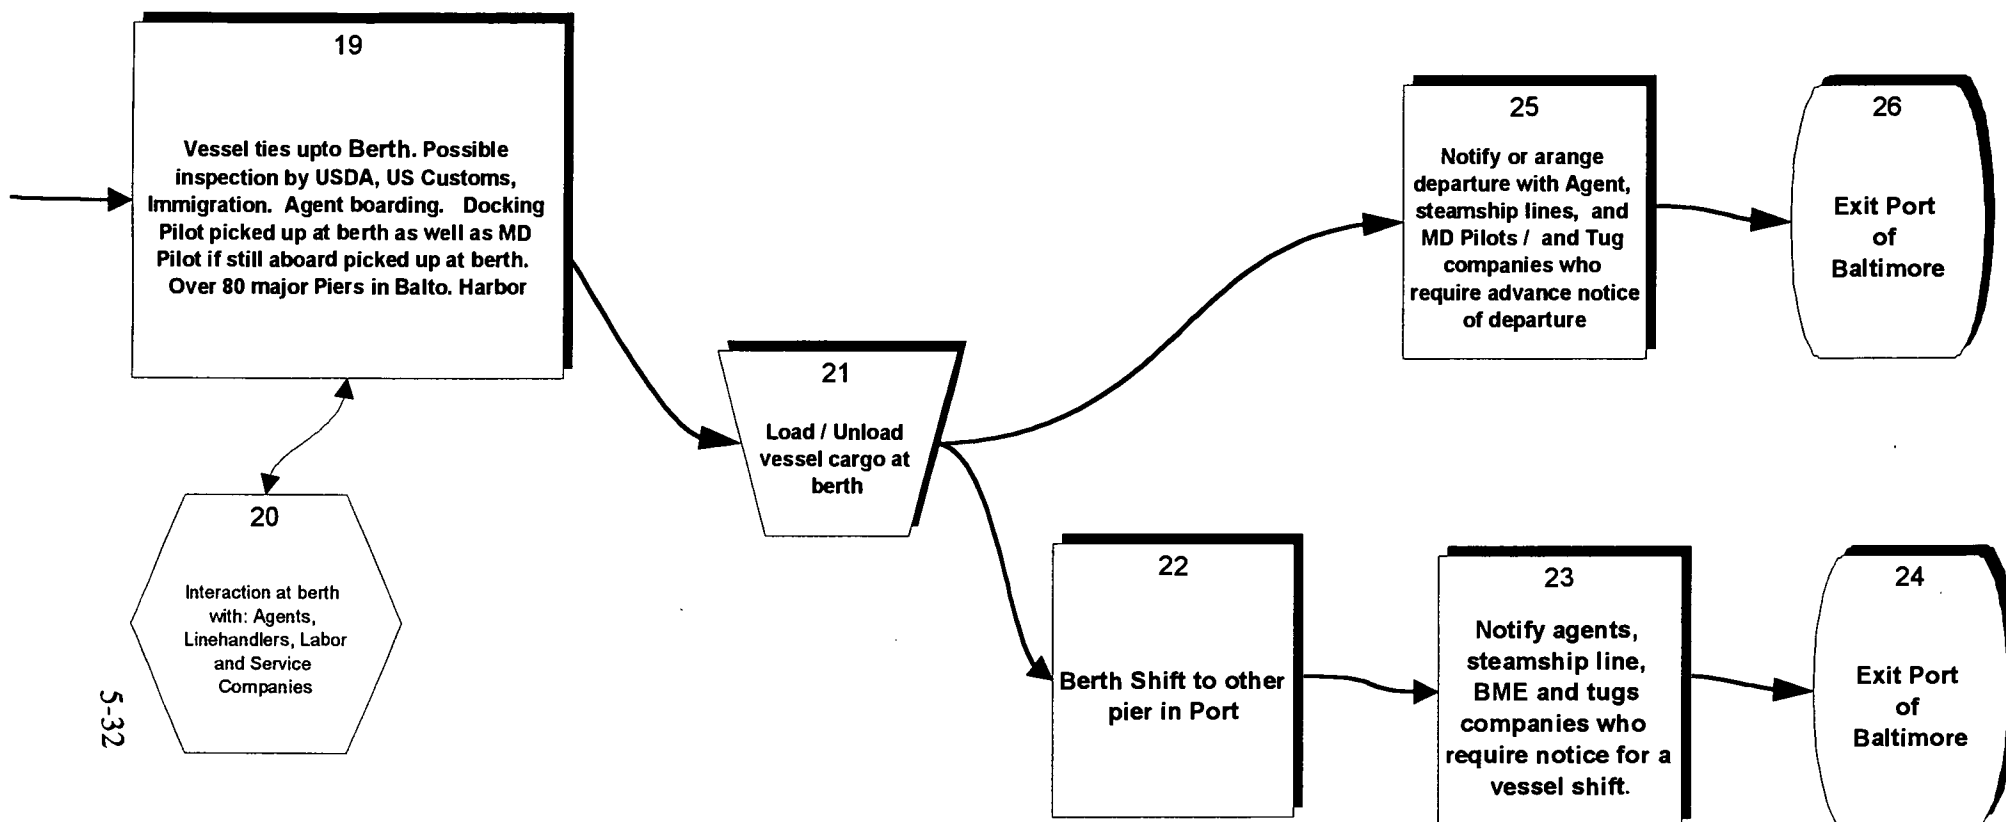 19
Vessel ties upto Berth. Possible
inspection by USDA, US Customs,
Immigration. Agent boarding. Docking
Pilot picked up at berth as well as MD
Pilot if still aboard picked up at berth.
Over 80 major Piers in Balto. Harbor
20
Interaction at berth
with: Agents,
Linehandlers, Labor
and Service
Companies
21
Load / Unload
vessel cargo at
berth
22
Berth Shift to other
pier in Port
23
Notify agents,
steamship line,
BME and tugs
companies who
require notice for a
vessel shift.
24
Exit Port
of
Baltimore
25
Notify or arange
departure with Agent,
steamship lines, and
MD Pilots / and Tug
companies who
require advance notice
of departure
26
Exit Port
of
Baltimore
5-32